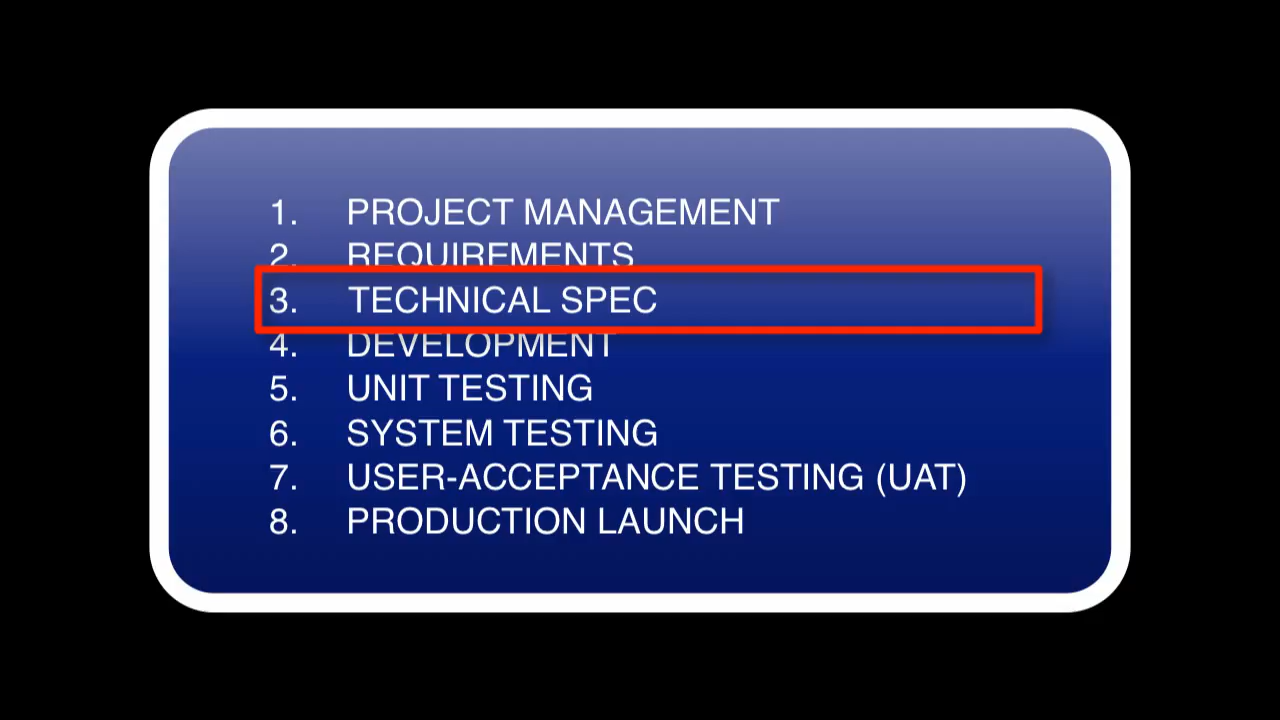 1. PROJECT MANAGEMENT
2. REQUIREMENTS
3. TECHNICAL SPEC
4. DEVELOPMENT
5. UNIT TESTING
6. SYSTEM TESTING
7. USER-ACCEPTANCE TESTING (UAT)
8. PRODUCTION LAUNCH